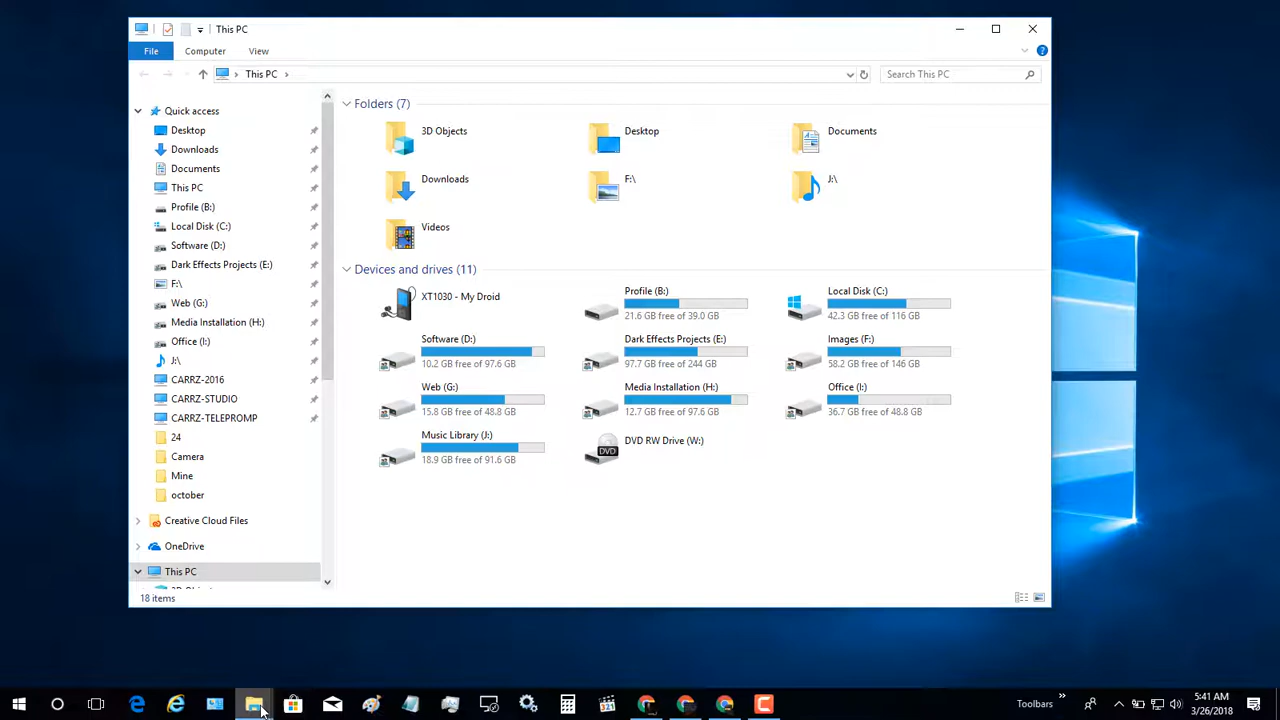 This PC
File Computer View
This PC
Search This PC
Quick access
Desktop
Downloads
Documents
This PC
Profile (B:)
Local Disk (C:)
Software (D:)
Dark Effects Projects (E:)
F:\
Web (G:)
Media Installation (H:)
Office (I:)
J:\
CARRZ-2016
CARRZ-STUDIO
CARRZ-TELEPROMP
24
Camera
Mine
october
Creative Cloud Files
OneDrive
This PC
Folders (7)
3D Objects
Desktop
Documents
Downloads
F:\
J:\
Videos
Devices and drives (11)
XT1030 - My Droid
Profile (B:)
21.6 GB free of 39.0 GB
Local Disk (C:)
42.3 GB free of 116 GB
Software (D:)
10.2 GB free of 97.6 GB
Dark Effects Projects (E:)
97.7 GB free of 244 GB
Images (F:)
58.2 GB free of 146 GB
Web (G:)
15.8 GB free of 48.8 GB
Media Installation (H:)
12.7 GB free of 97.6 GB
Office (I:)
36.7 GB free of 48.8 GB
Music Library (J:)
18.9 GB free of 91.6 GB
DVD RW Drive (W:)
DVD
18 items
321
Toolbars
5:41 AM
3/26/2018